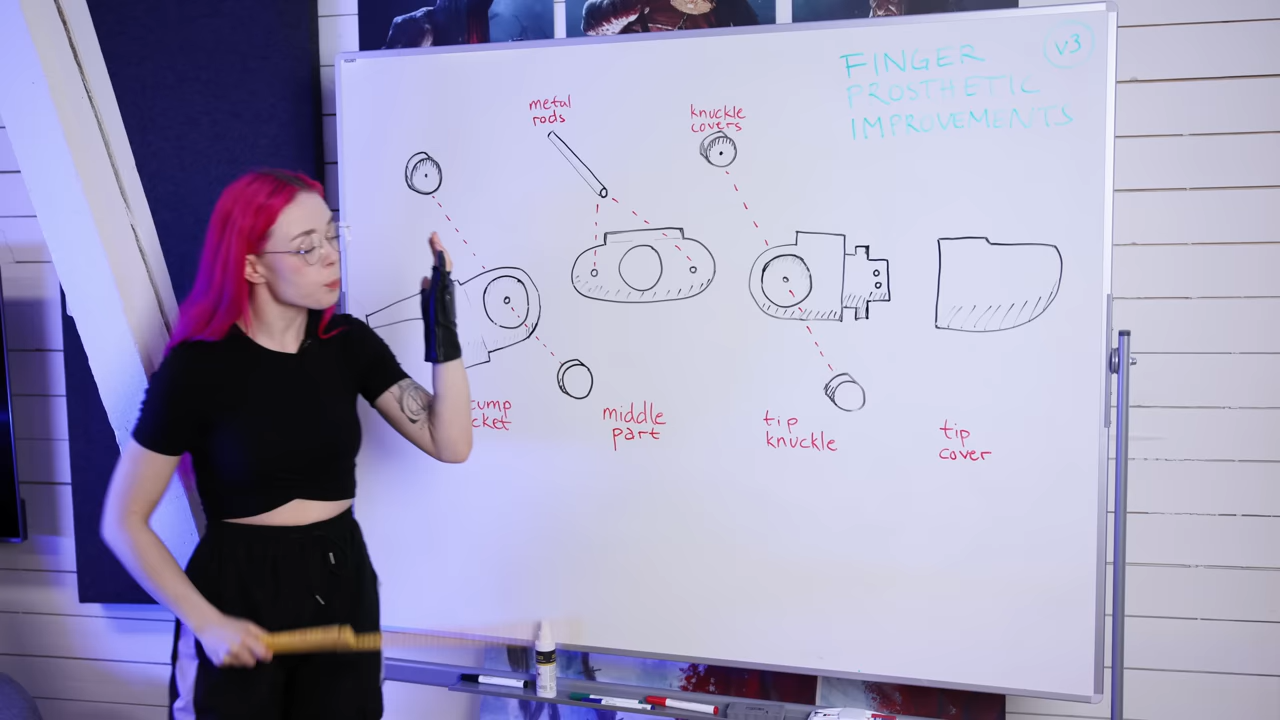 FINGER
PROSTHETIC
IMPROVEMENTS
v3
metal
rods
knuckle
covers
middle
part
tip
knuckle
tip
cover